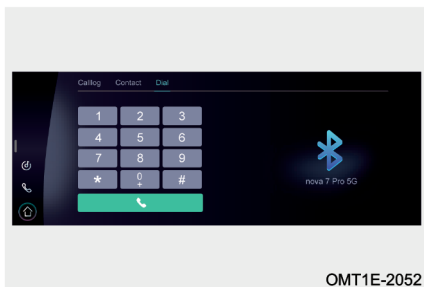 Calllog Contact Dial
1 2 3
4 5 6
7 8 9
* 0 #
+
nova 7 Pro 5G
OMT1E-2052